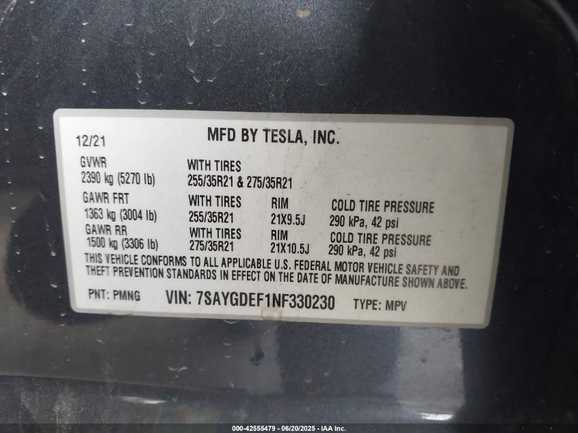 12/21 MFD BY TESLA, INC.
GVWR WITH TIRES
2390 kg (5270 lb) 255/35R21 & 275/35R21
GAWR FRT WITH TIRES RIM COLD TIRE PRESSURE
1363 kg (3004 lb) 255/35R21 21X9.5J 290 kPa, 42 psi
GAWR RR WITH TIRES RIM COLD TIRE PRESSURE
1500 kg (3306 lb) 275/35R21 21X10.5J 290 kPa, 42 psi
THIS VEHICLE CONFORMS TO ALL APPLICABLE U.S. FEDERAL MOTOR VEHICLE SAFETY AND
THEFT PREVENTION STANDARDS IN EFFECT ON THE DATE OF MANUFACTURE SHOWN ABOVE.
PNT: PMNG VIN: 7SAYGDEF1NF330230 TYPE: MPV
000-42555479 - 06/20/2025 - IAA Inc.